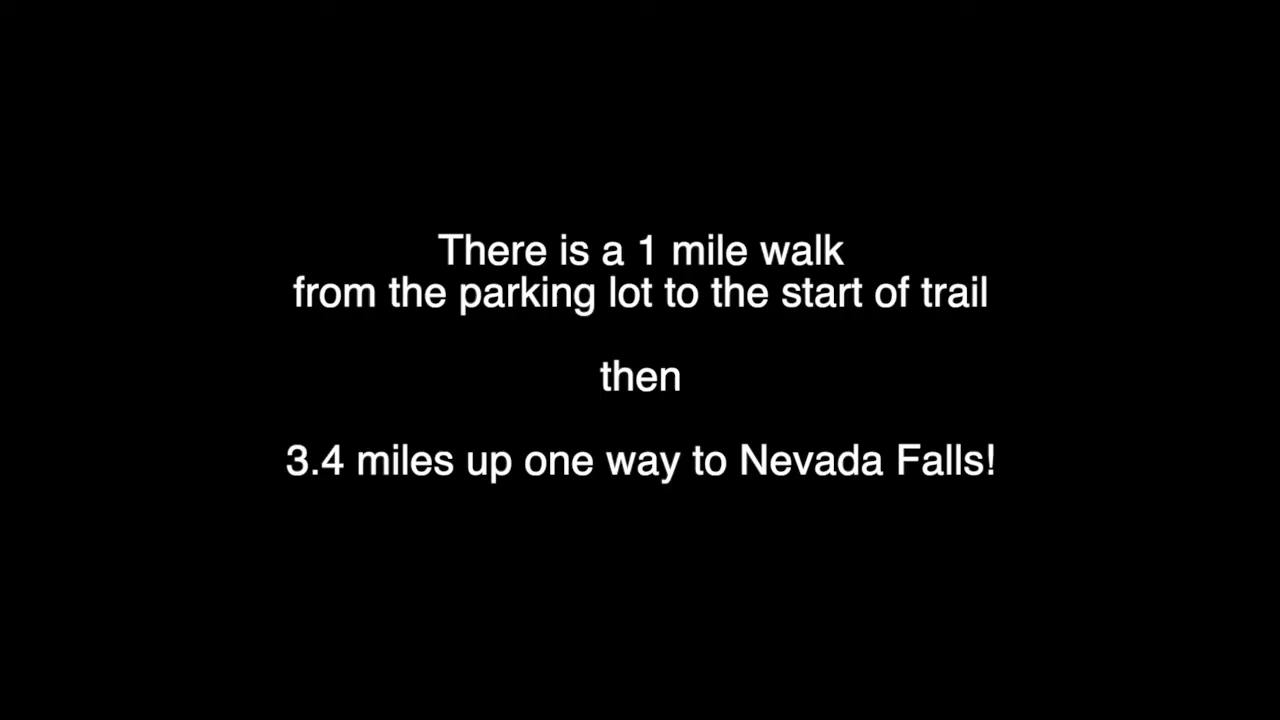 There is a 1 mile walk
from the parking lot to the start of trail
then
3.4 miles up one way to Nevada Falls!